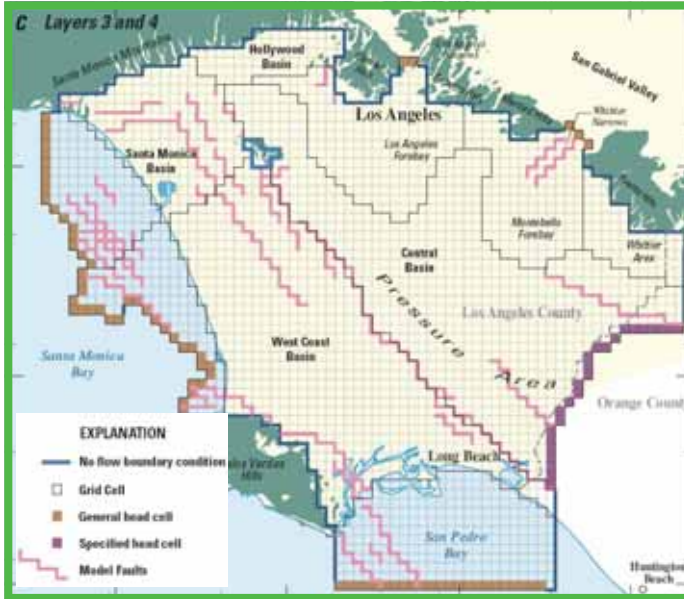 C Layers 3 and 4
Hollywood
Basin
Santa Monica Mountains
San Gabriel Valley
Los Angeles
Whittier
Narrows
Los Angeles
Forebay
Santa Monica
Basin
Montebello
Forebay
Whittier
Area
Central
Basin
Pressure
Area
Los Angeles County
Santa Monica
Bay
West Coast
Basin
Orange County
EXPLANATION
No flow boundary condition
Grid Cell
General head cell
Specified head cell
Model Faults
Verdes
Hills
Long Beach
San Pedro
Bay
Huntington